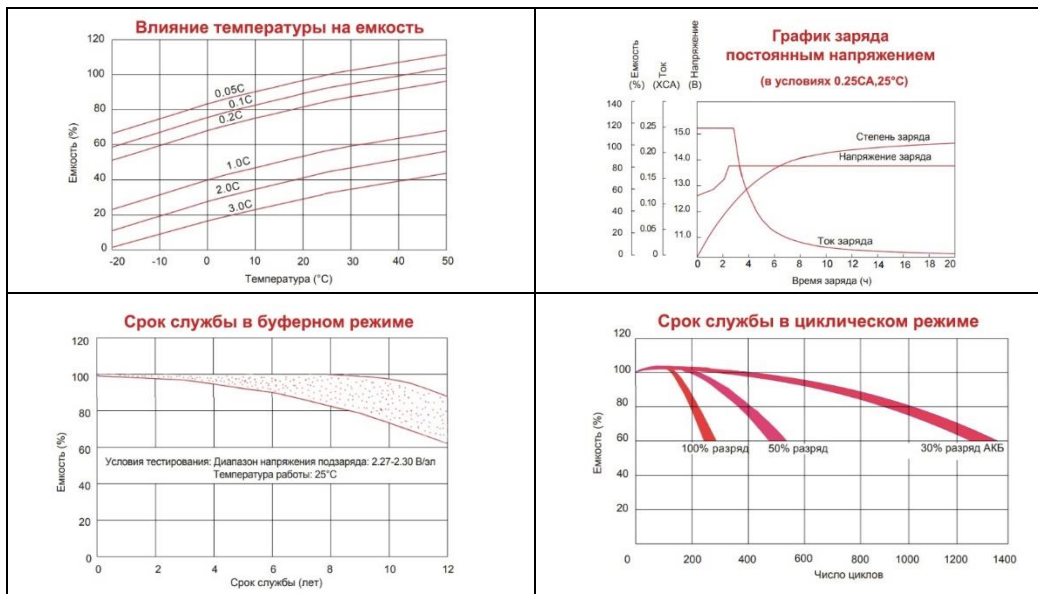 Влияние температуры на емкость
Емкость (%)
120
100
80
60
40
20
0
0.05C
0.1C
0.2C
1.0C
2.0C
3.0C
-20 -10 0 10 20 30 40 50
Температура (°C)
График заряда
постоянным напряжением
(в условиях 0.25CA,25°C)
Емкость (%)
Ток (XCA)
Напряжение (В)
140
120
100
80
60
40
20
0
0.25
0.20
0.15
0.10
0.05
0
15.0
14.0
13.0
12.0
11.0
Степень заряда
Напряжение заряда
Ток заряда
0 2 4 6 8 10 12 14 16 18 20
Время заряда (ч)
Срок службы в буферном режиме
Емкость (%)
120
100
80
60
40
20
0
Условия тестирования: Диапазон напряжения подзаряда: 2.27-2.30 В/эл
Температура работы: 25°C
0 2 4 6 8 10 12
Срок службы (лет)
Срок службы в циклическом режиме
Емкость (%)
120
100
80
60
40
20
0
100% разряд
50% разряд
30% разряд АКБ
0 200 400 600 800 1000 1200 1400
Число циклов